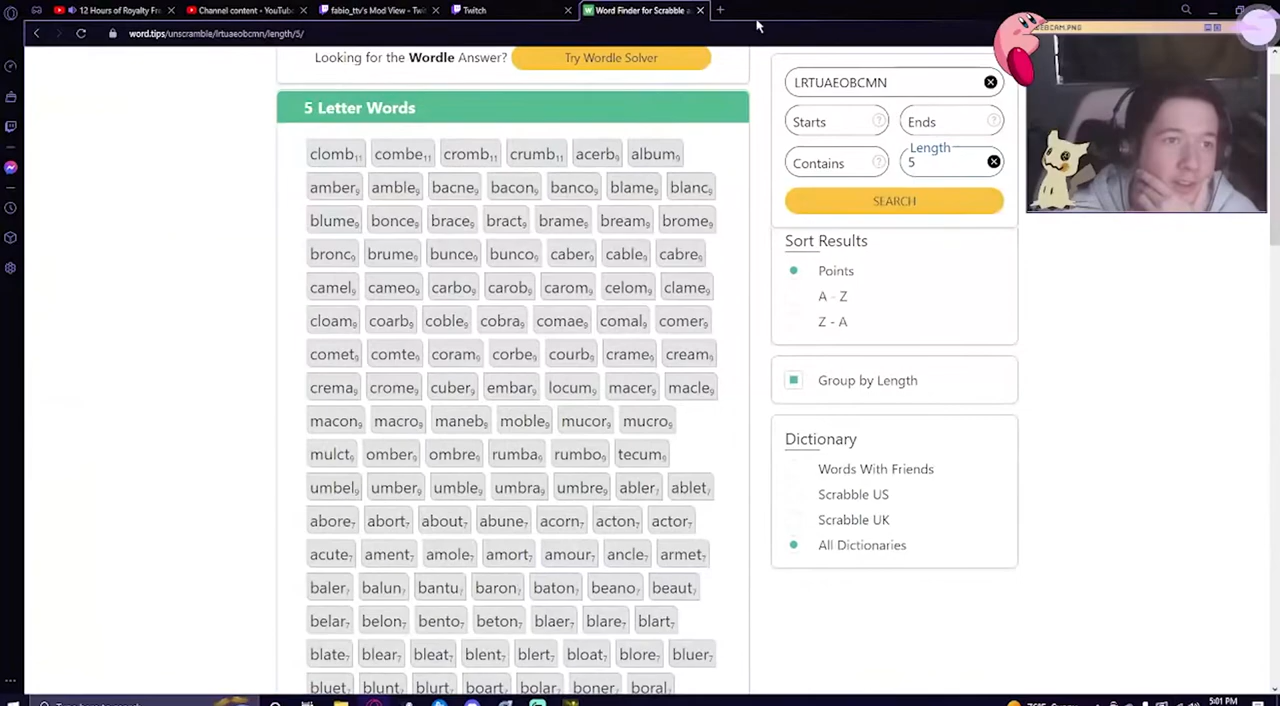 12 Hours of Royalty Fr
Channel content - YouTub
fabio_ttv's Mod View - Twi
Twitch
Word Finder for Scrabble a
word.tips/unscramble/lrtuaeobcmn/length/5/
WEBCAM.PNG
Looking for the Wordle Answer? Try Wordle Solver
5 Letter Words
clomb11 combe11 cromb11 crumb11 acerb9 album9
amber9 amble9 bacne9 bacon9 banco9 blame9 blanc9
blume9 bonce9 brace9 bract9 brame9 bream9 brome9
bronc9 brume9 bunce9 bunco9 caber9 cable9 cabre9
camel9 cameo9 carbo9 carob9 carom9 celom9 clame9
cloam9 coarb9 coble9 cobra9 comae9 comal9 comer9
comet9 comte9 coram9 corbe9 courb9 crame9 cream9
crema9 crome9 cuber9 embar9 locum9 macer9 macle9
macon9 macro9 maneb9 moble9 mucor9 mucro9
mulct9 omber9 ombre9 rumba9 rumbo9 tecum9
umbel9 umber9 umble9 umbra9 umbre9 abler7 ablet7
abore7 abort7 about7 abune7 acorn7 acton7 actor7
acute7 ament7 amole7 amort7 amour7 ancle7 armet7
baler7 balun7 bantu7 baron7 baton7 beano7 beaut7
belar7 belon7 bento7 beton7 blaer7 blare7 blart7
blate7 blear7 bleat7 blent7 blert7 bloat7 blore7 bluer7
bluet7 blunt7 blurt7 boart7 bolar7 boner7 boral7
LRTUAEOBCMN
Starts ? Ends ?
Length
Contains ? 5
SEARCH
Sort Results
Points
A - Z
Z - A
Group by Length
Dictionary
Words With Friends
Scrabble US
Scrabble UK
All Dictionaries
5:01 PM